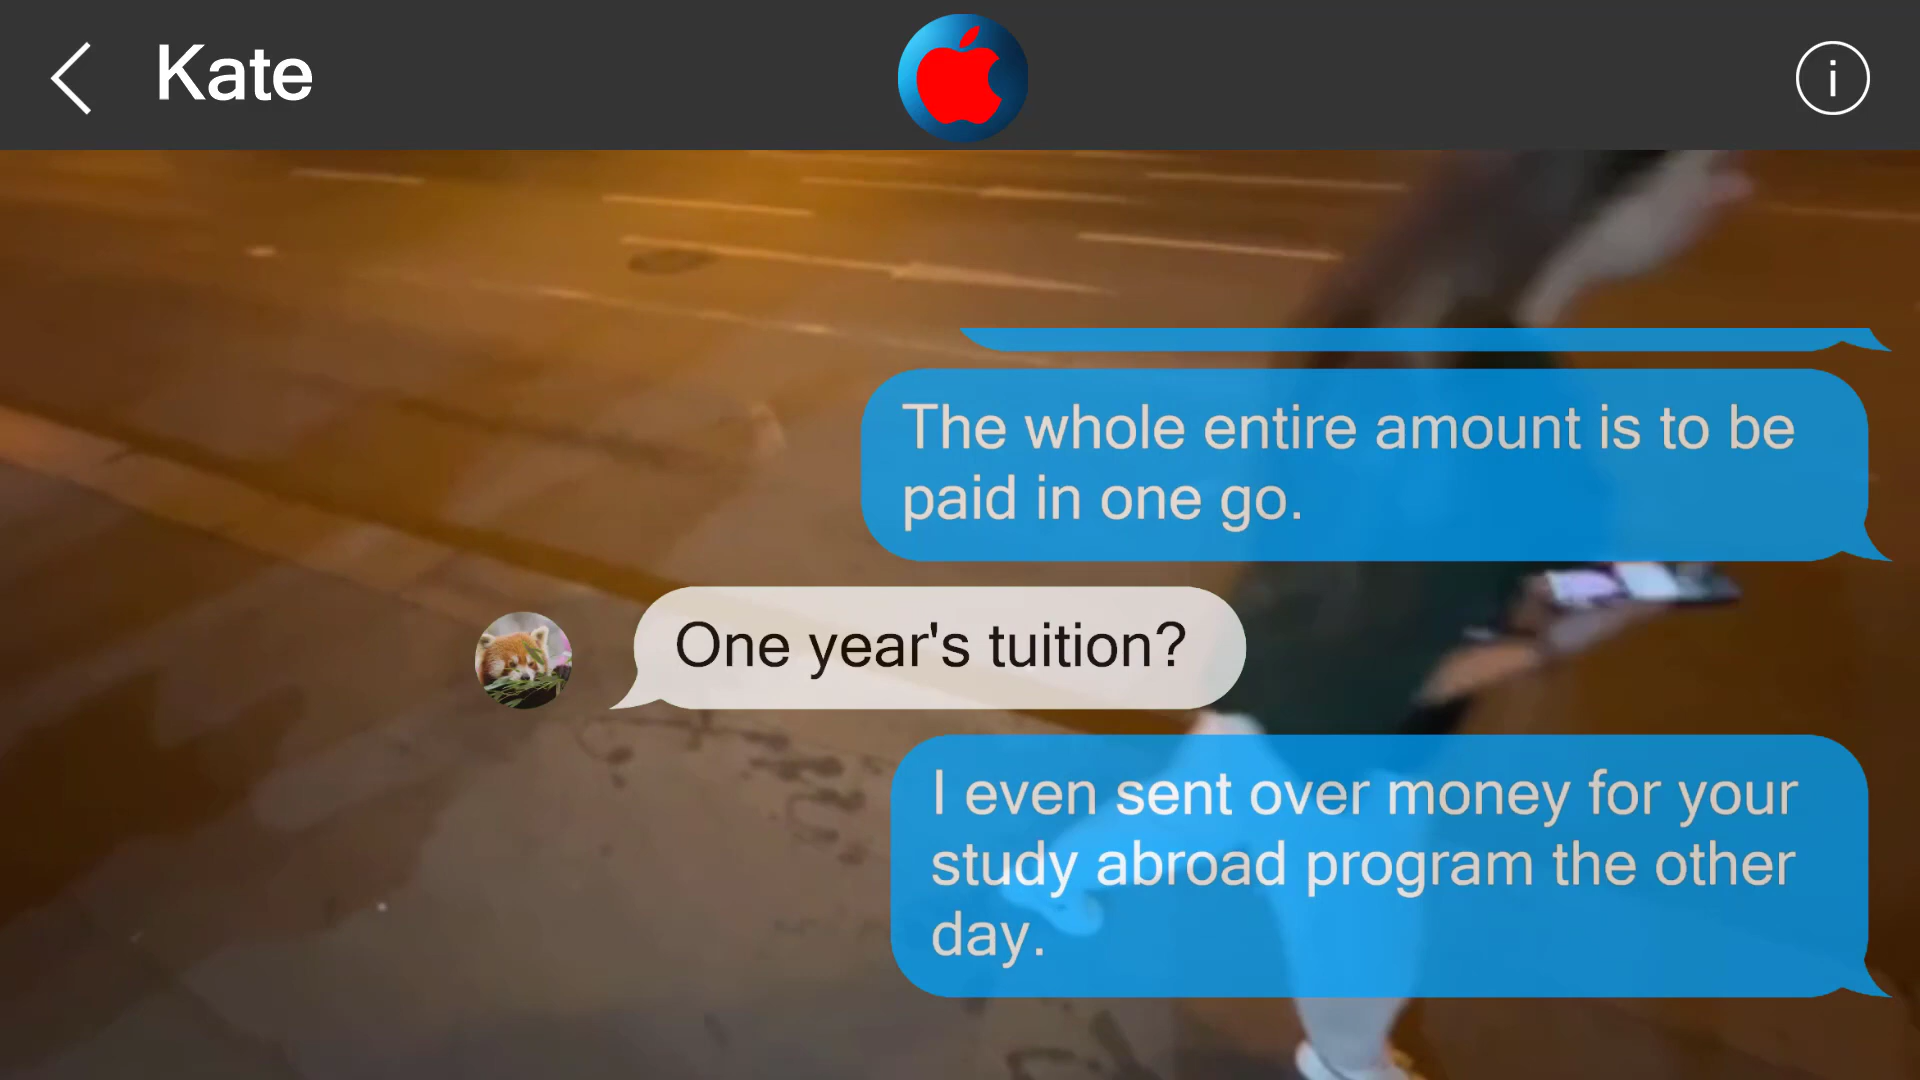 Kate
i
The whole entire amount is to be
paid in one go.
One year's tuition?
I even sent over money for your
study abroad program the other
day.